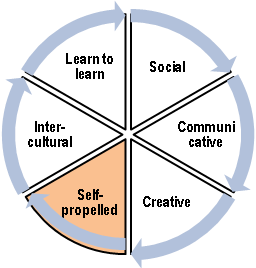 Learn to
learn
Social
Inter-
cultural
Communi
cative
Self-
propelled
Creative